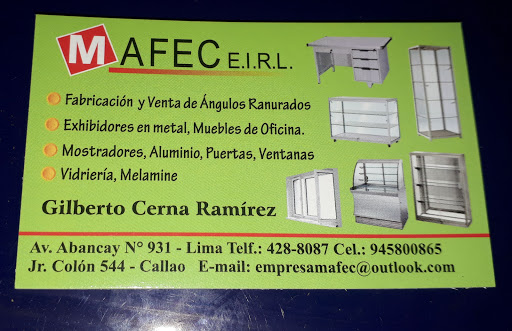 MAFEC E.I.R.L.
Fabricación y Venta de Ángulos Ranurados
Exhibidores en metal, Muebles de Oficina.
Mostradores, Aluminio, Puertas, Ventanas
Vidriería, Melamine
Gilberto Cerna Ramírez
Av. Abancay N° 931 - Lima Telf.: 428-8087 Cel.: 945800865
Jr. Colón 544 - Callao E-mail: empresamafec@outlook.com